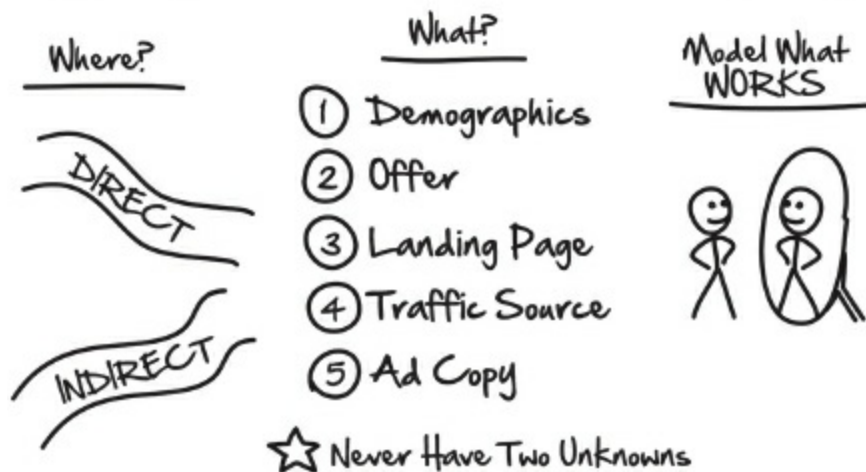 Where?
DIRECT
INDIRECT
What?
1 Demographics
2 Offer
3 Landing Page
4 Traffic Source
5 Ad Copy
Never Have Two Unknowns
Model What
WORKS